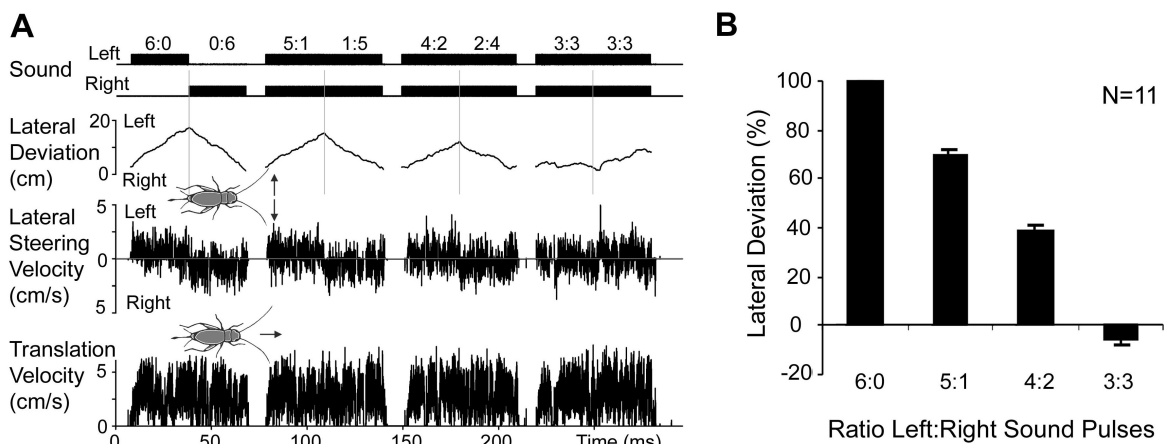 A
B
6:0 0:6 5:1 1:5 4:2 2:4 3:3 3:3
Sound
Left
Right
Lateral
Deviation
(cm)
20
0
Left
Right
Lateral
Steering
Velocity
(cm/s)
5
0
5
Left
Right
Translation
Velocity
(cm/s)
5
0
0 50 100 150 200 Time (ms)
Lateral Deviation (%)
100
80
60
40
20
0
-20
N=11
6:0 5:1 4:2 3:3
Ratio Left:Right Sound Pulses